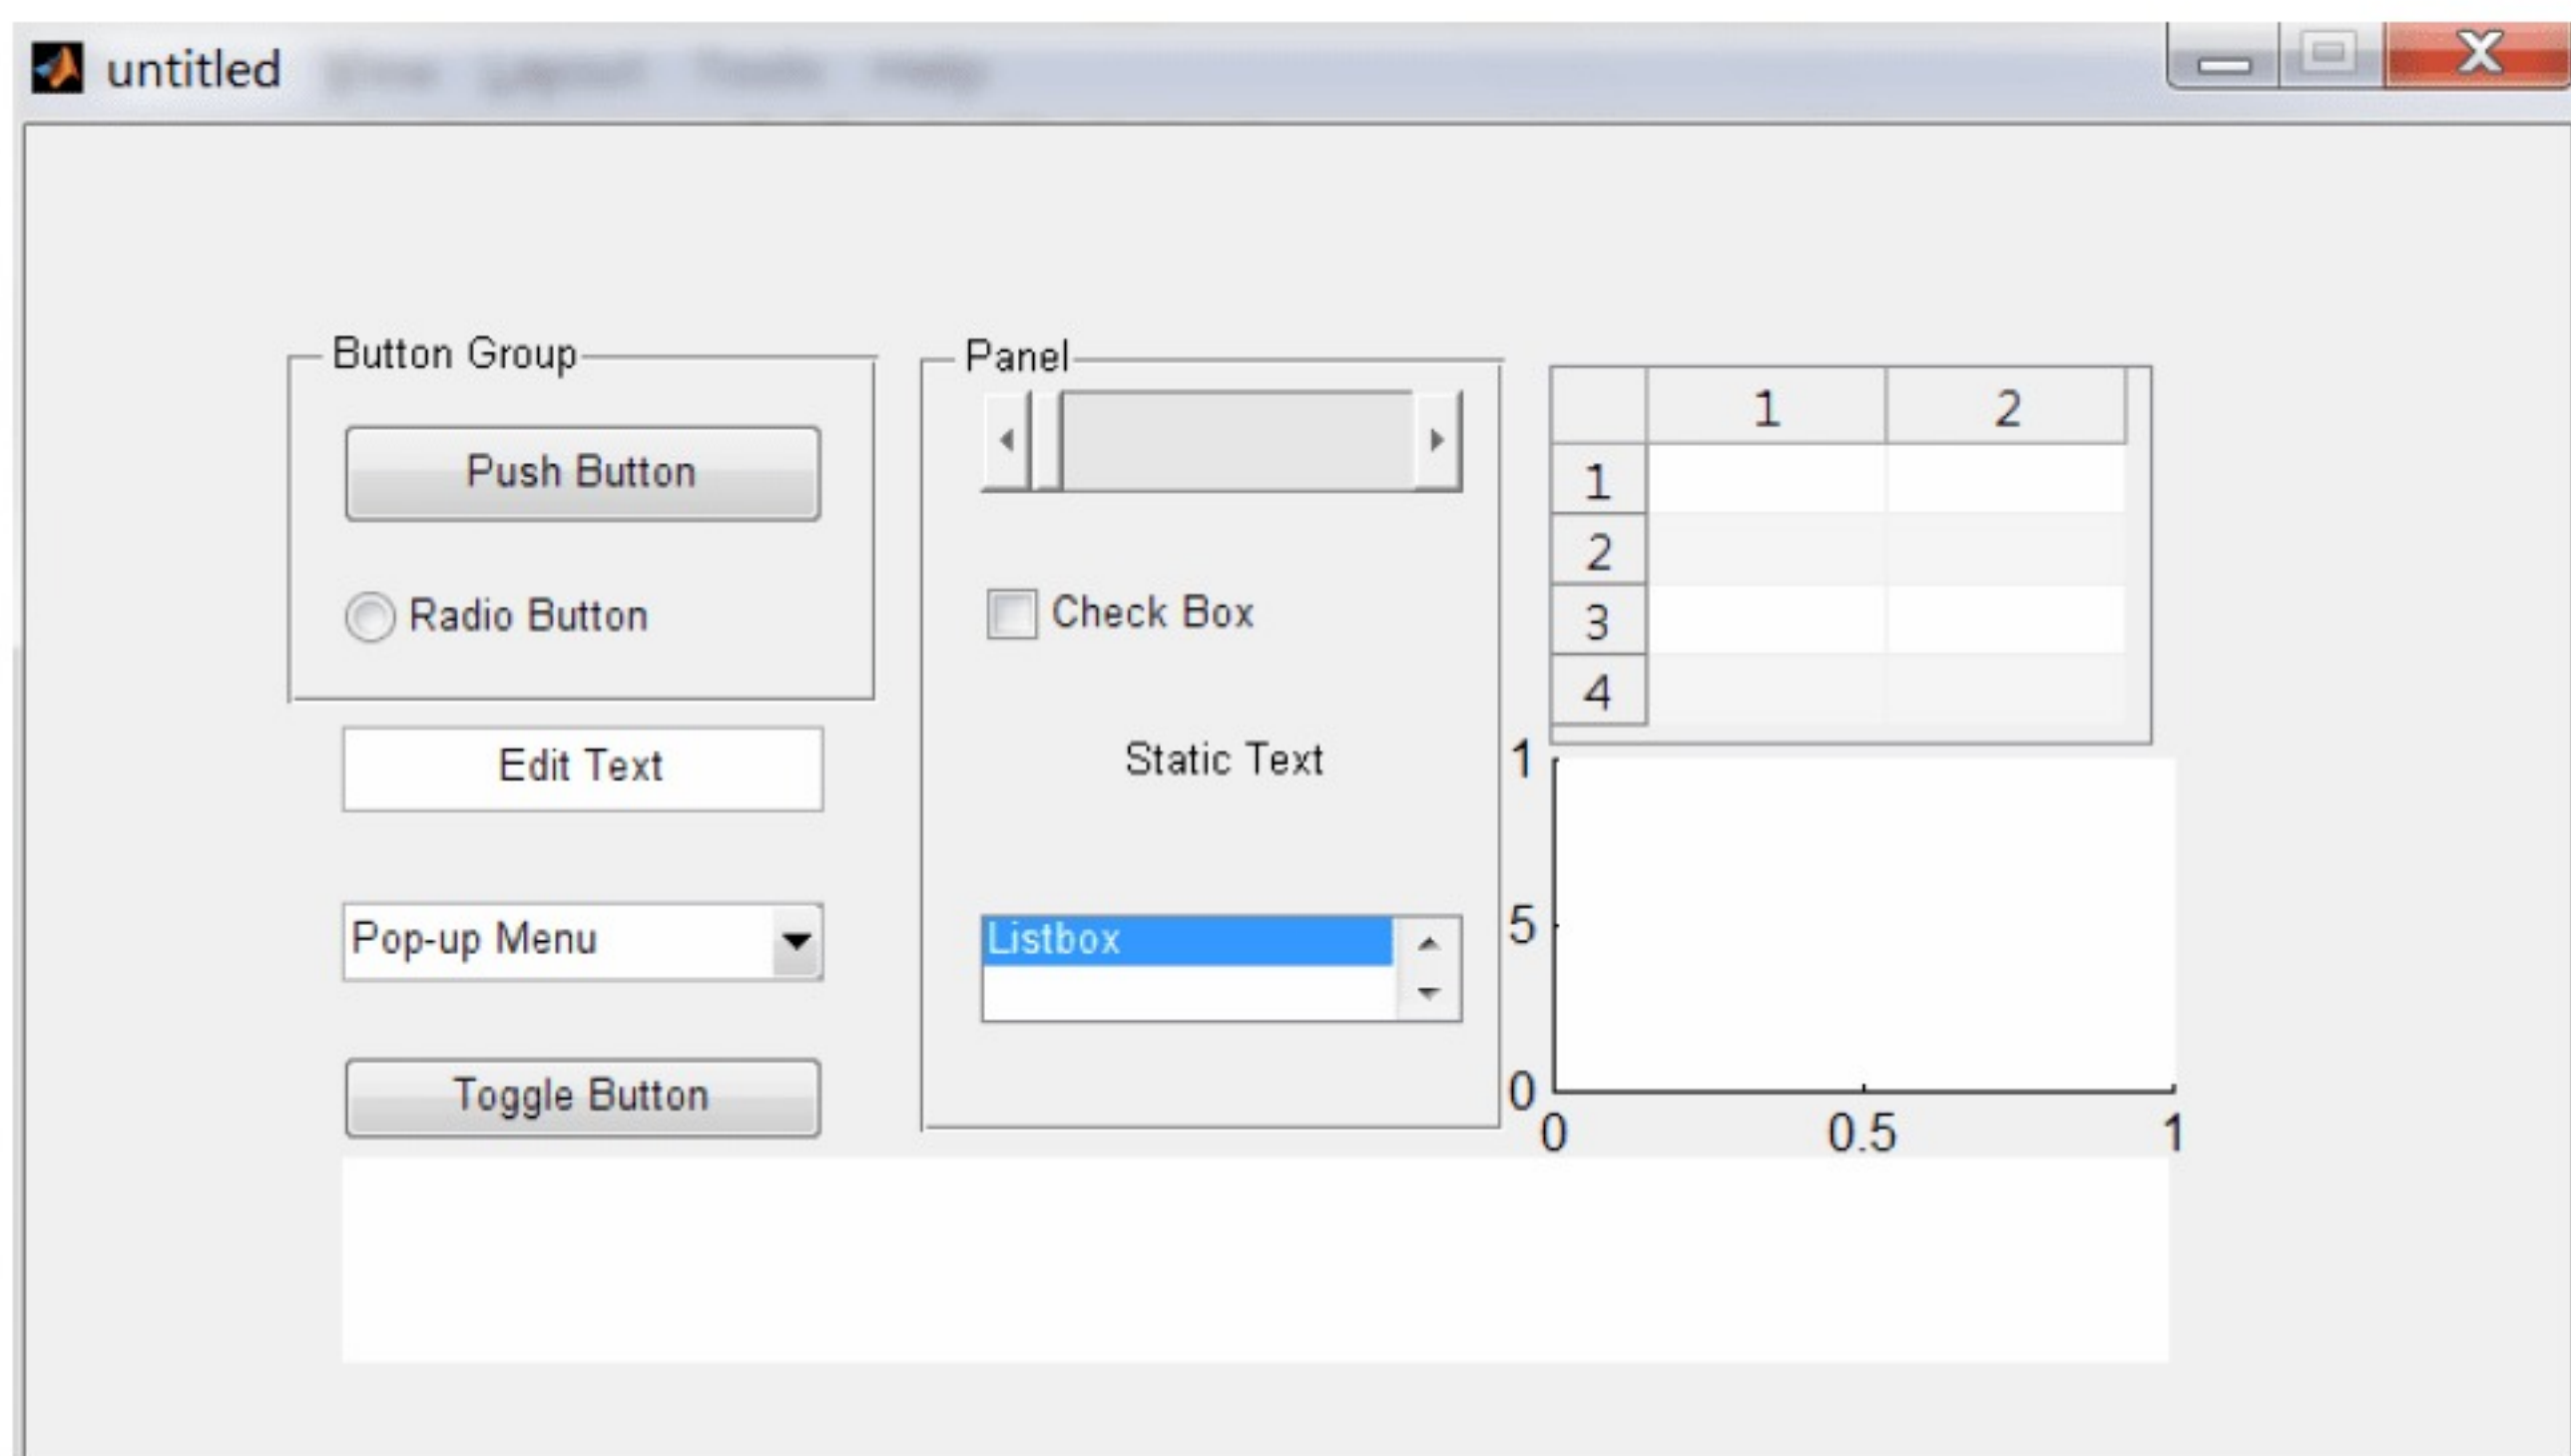 untitled
Button Group
Push Button
Radio Button
Edit Text
Pop-up Menu
Toggle Button
Panel
Check Box
Static Text
Listbox
1 2
1
2
3
4
1
5
0
0 0.5 1